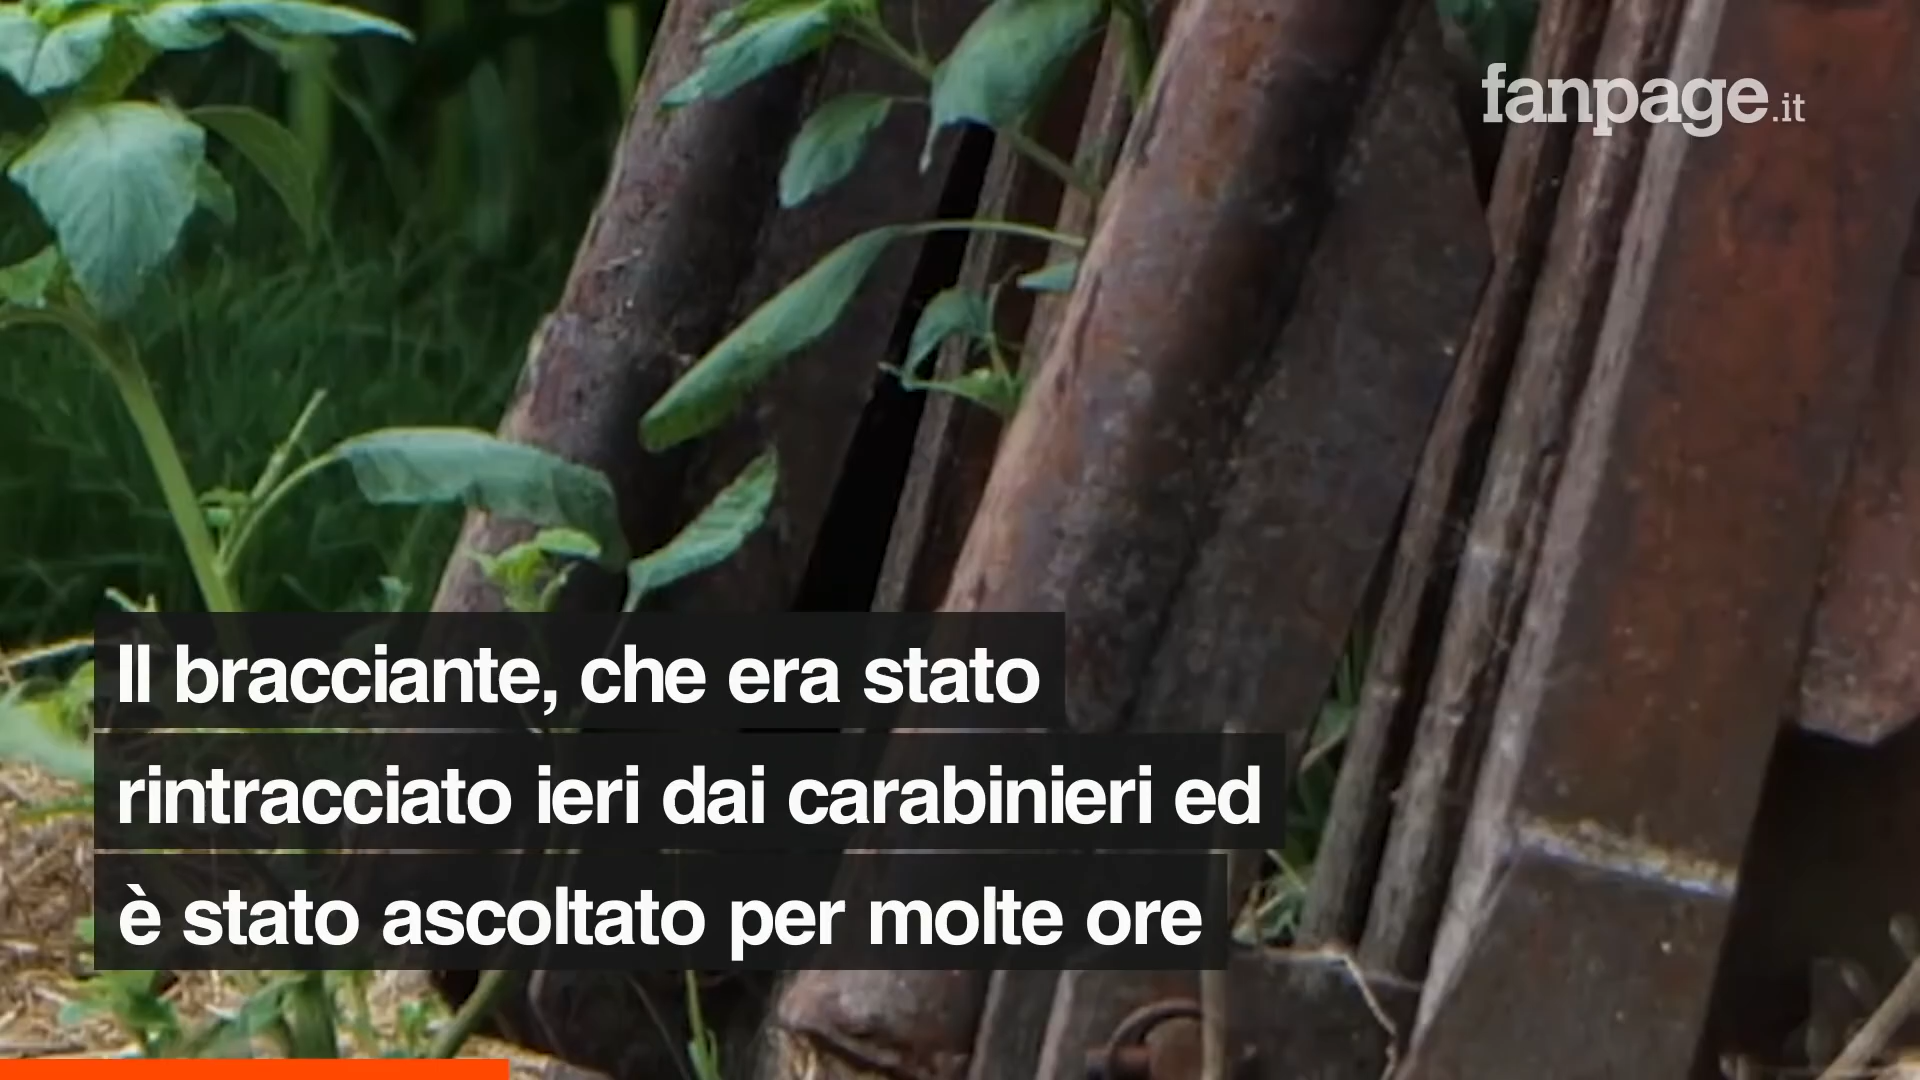 fanpage.it
Il bracciante, che era stato
rintracciato ieri dai carabinieri ed
è stato ascoltato per molte ore